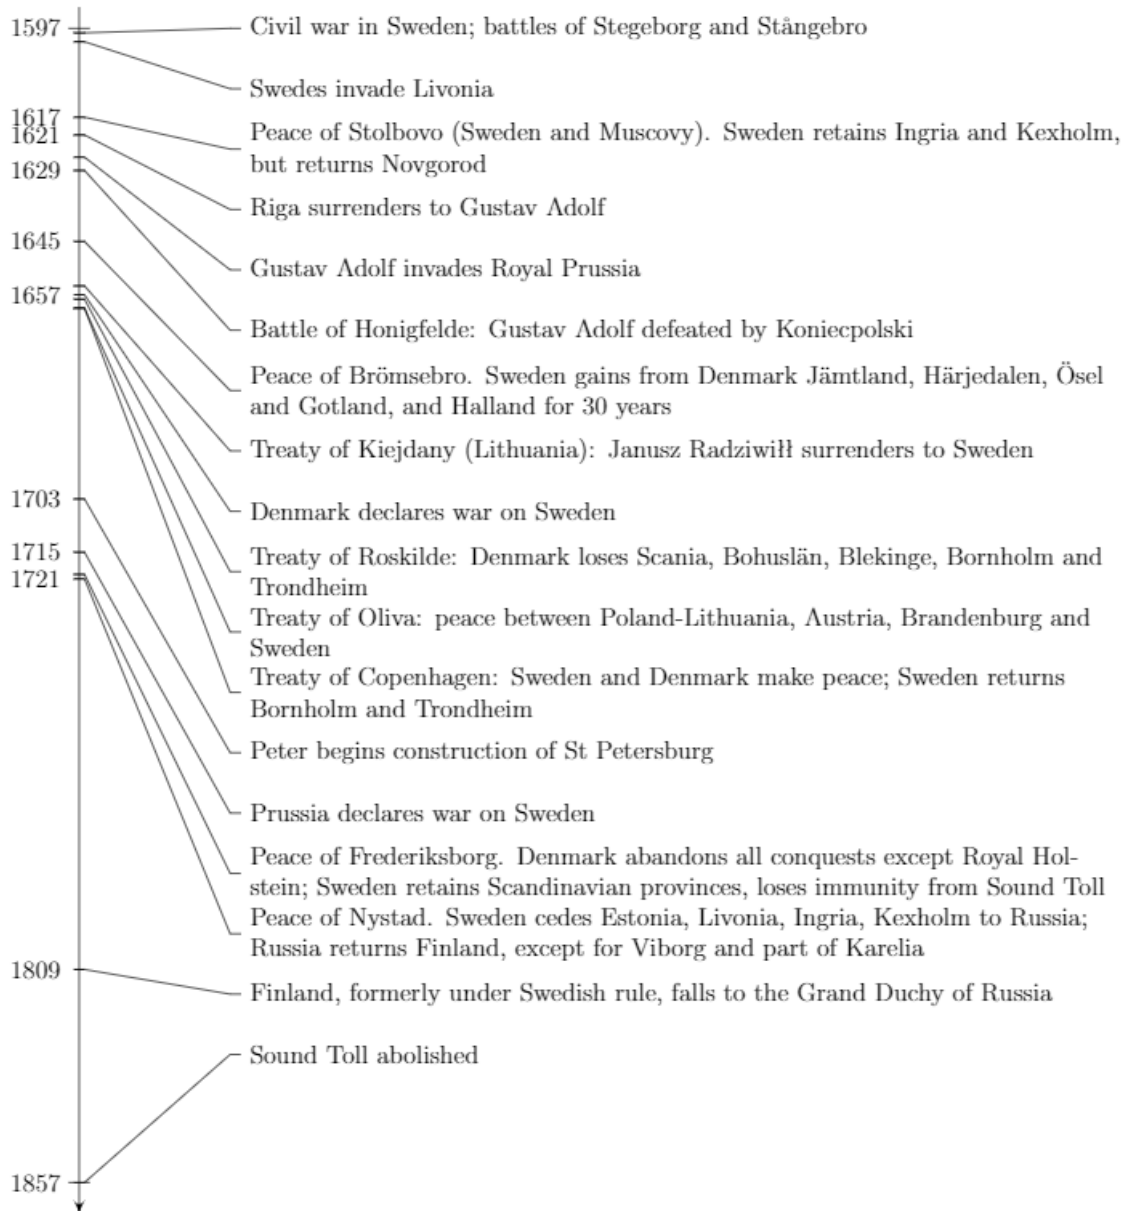 1597 Civil war in Sweden; battles of Stegeborg and Stångebro
Swedes invade Livonia
1617
1621
Peace of Stolbovo (Sweden and Muscovy). Sweden retains Ingria and Kexholm,
but returns Novgorod
1629
Riga surrenders to Gustav Adolf
1645
Gustav Adolf invades Royal Prussia
1657
Battle of Honigfelde: Gustav Adolf defeated by Koniecpolski
Peace of Brömsebro. Sweden gains from Denmark Jämtland, Härjedalen, Ösel
and Gotland, and Halland for 30 years
Treaty of Kiejdany (Lithuania): Janusz Radziwiłł surrenders to Sweden
1703
Denmark declares war on Sweden
1715
Treaty of Roskilde: Denmark loses Scania, Bohuslän, Blekinge, Bornholm and
1721
Trondheim
Treaty of Oliva: peace between Poland-Lithuania, Austria, Brandenburg and
Sweden
Treaty of Copenhagen: Sweden and Denmark make peace; Sweden returns
Bornholm and Trondheim
Peter begins construction of St Petersburg
Prussia declares war on Sweden
Peace of Frederiksborg. Denmark abandons all conquests except Royal Hol-
stein; Sweden retains Scandinavian provinces, loses immunity from Sound Toll
Peace of Nystad. Sweden cedes Estonia, Livonia, Ingria, Kexholm to Russia;
Russia returns Finland, except for Viborg and part of Karelia
1809
Finland, formerly under Swedish rule, falls to the Grand Duchy of Russia
Sound Toll abolished
1857